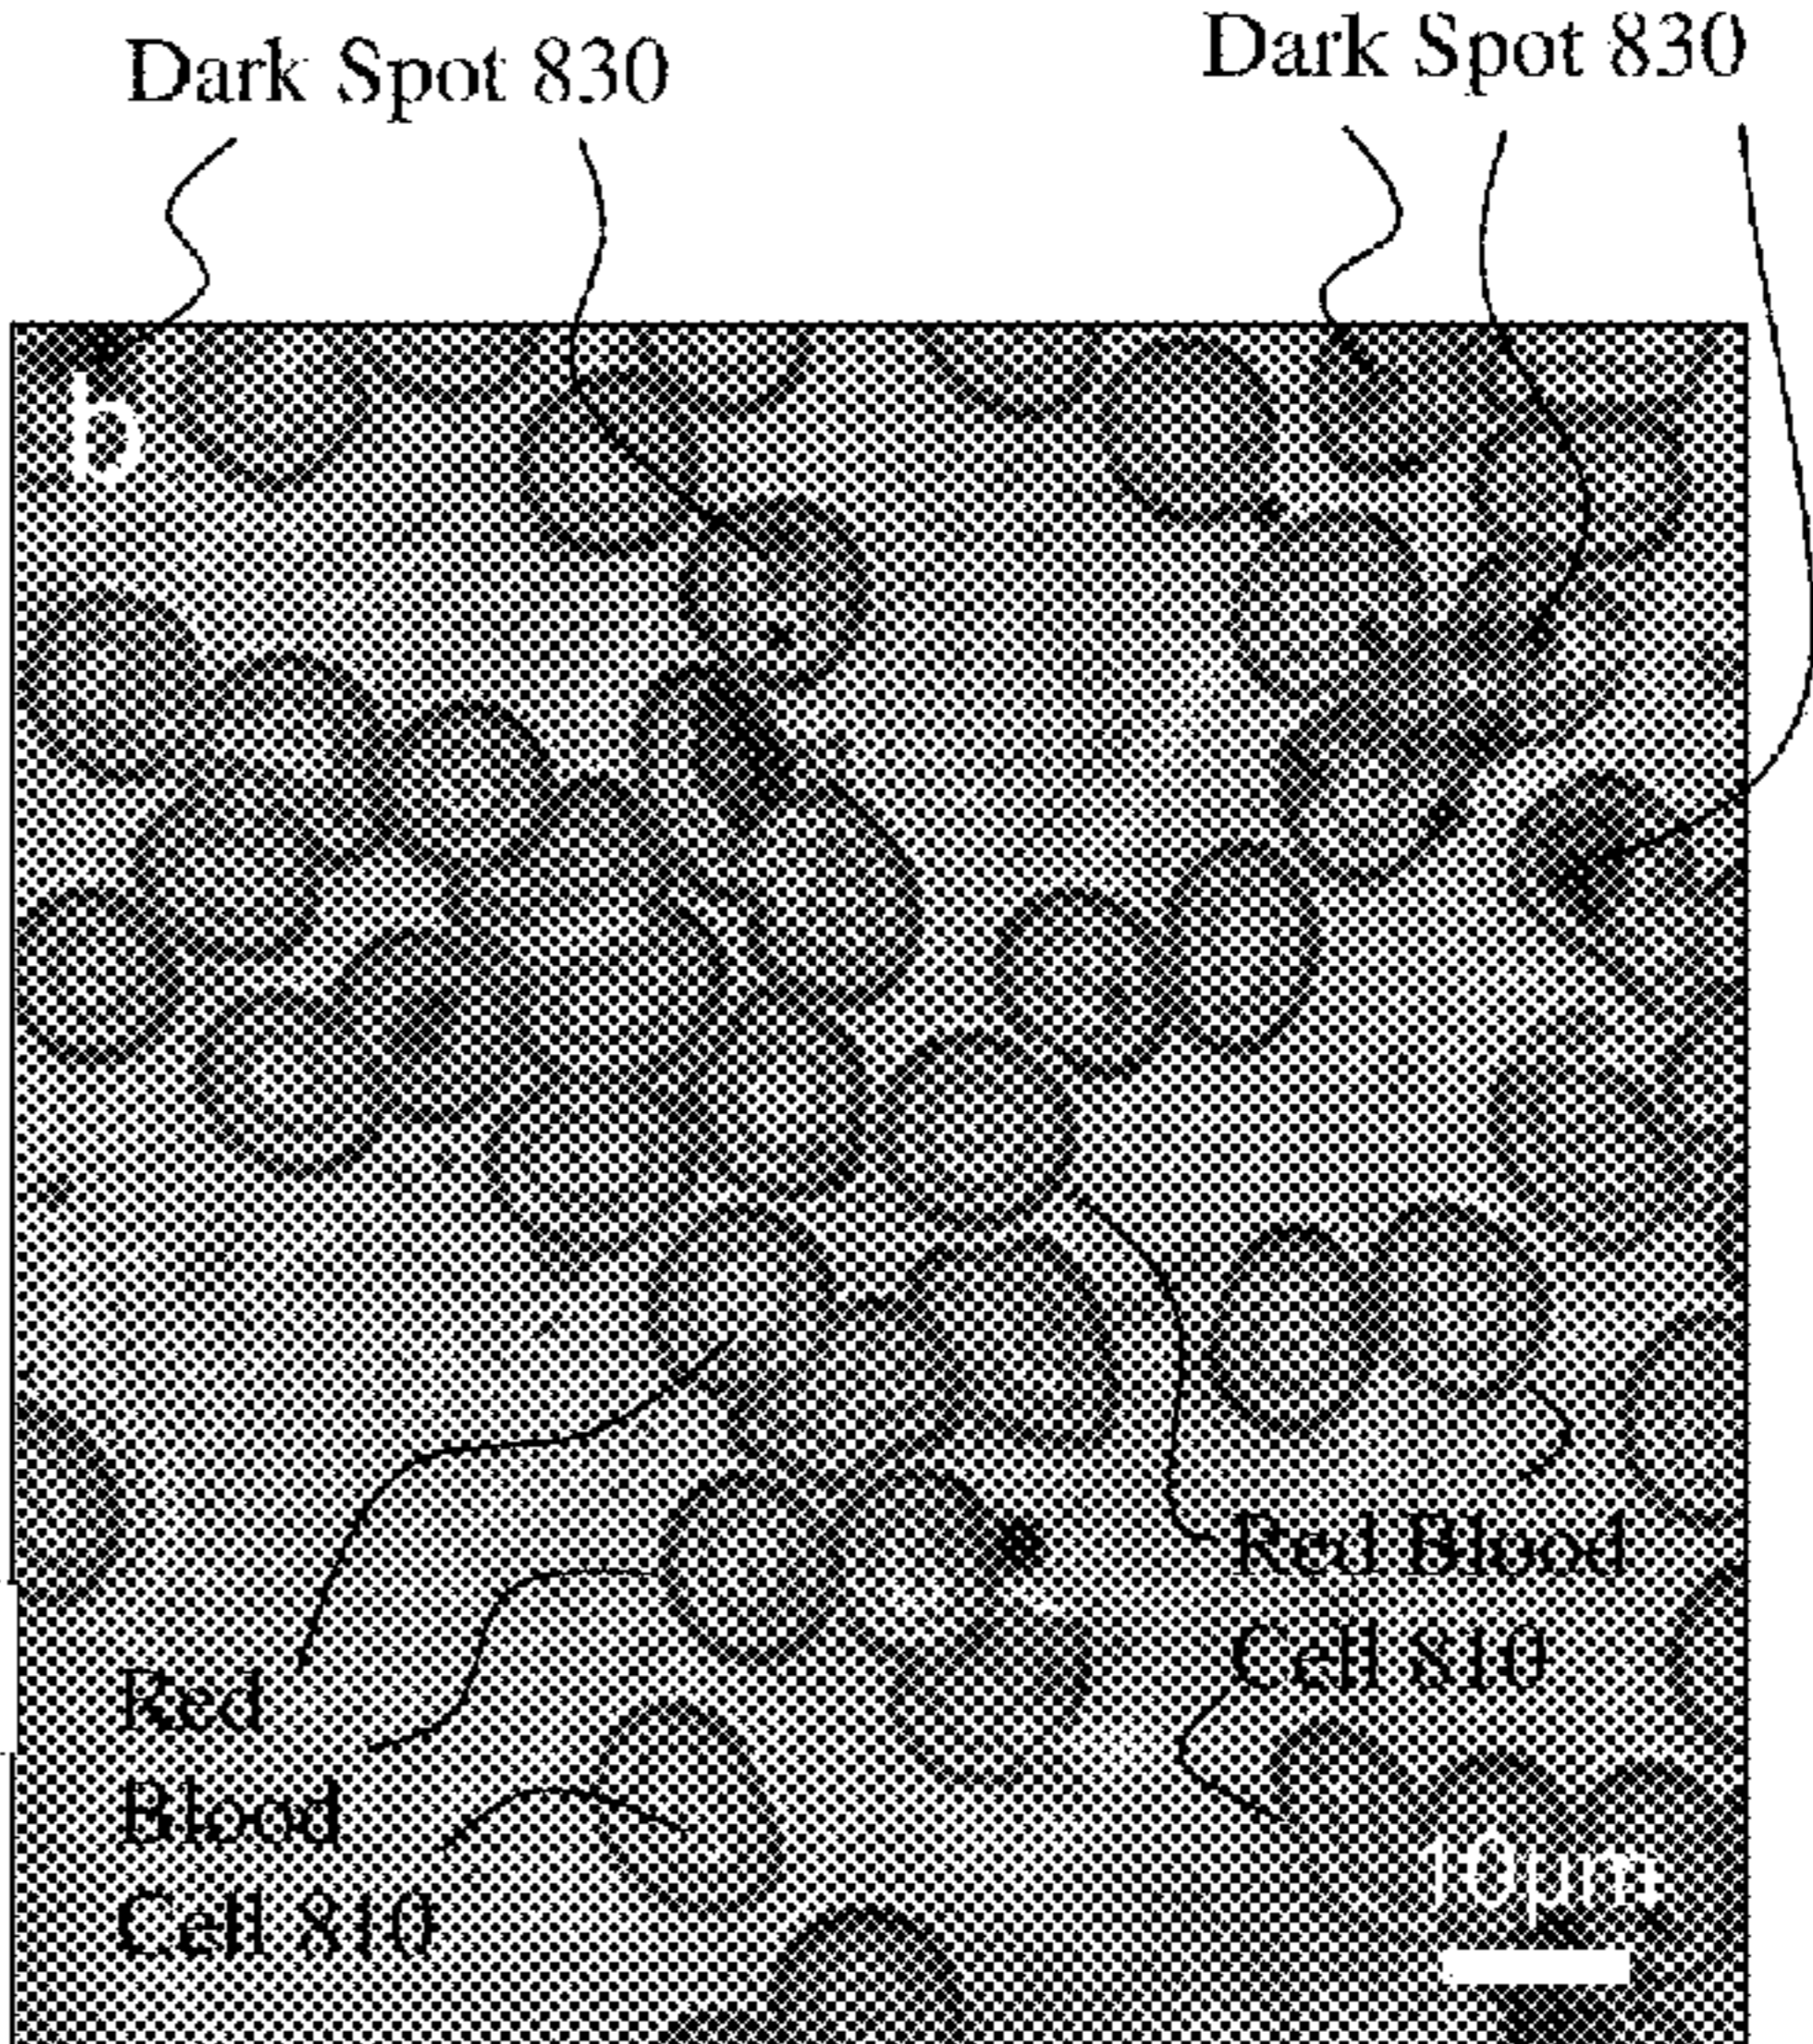 Dark Spot 830
Dark Spot 830
b
Red Blood
Cell 810
Red
Blood
Cell 810
10μm